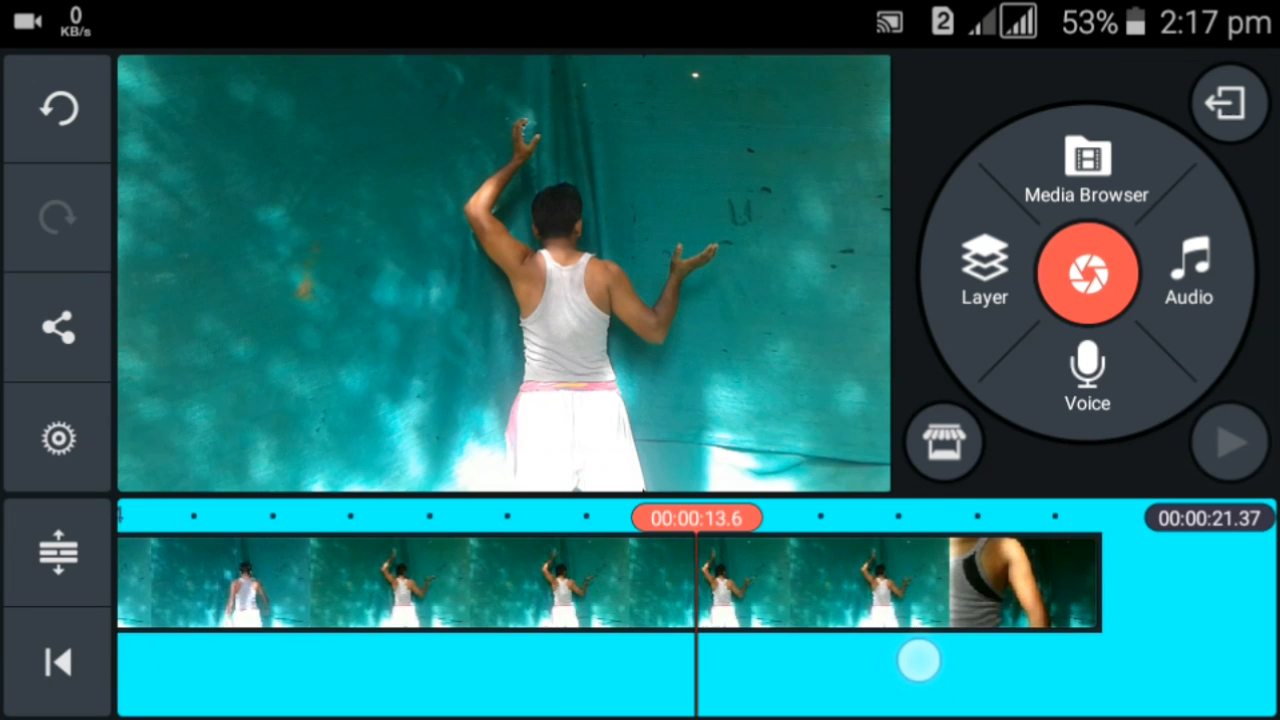 0
KB/s
2
53%
2:17 pm
Media Browser
Layer
Audio
Voice
00:00:13.6
00:00:21.37